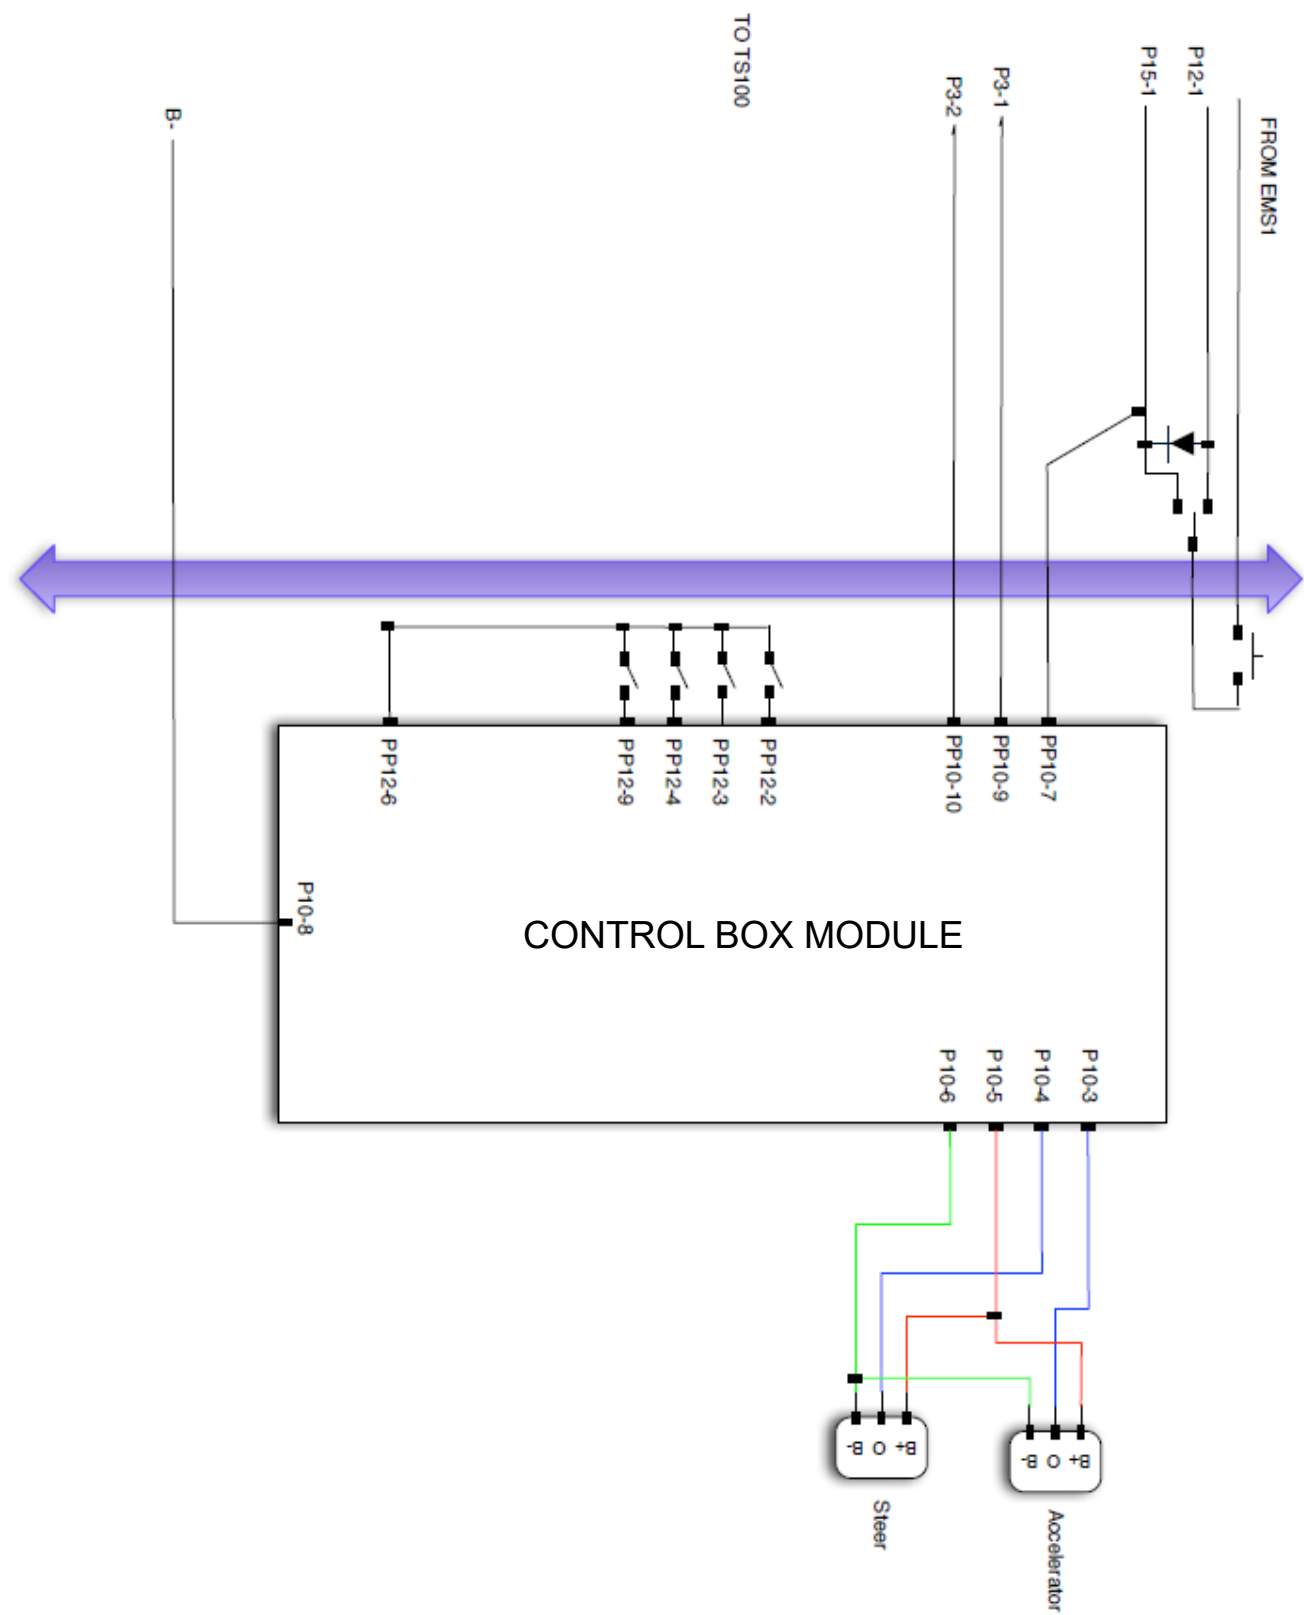 TO TS100
P15-1
P12-1
P3-2
P3-1
B-
FROM EMS1
PP12-6
PP12-9
PP12-4
PP12-3
PP12-2
PP10-10
PP10-9
PP10-7
P10-8
CONTROL BOX MODULE
P10-6
P10-5
P10-4
P10-3
B- O B+
B- O B+
Steer
Accelerator